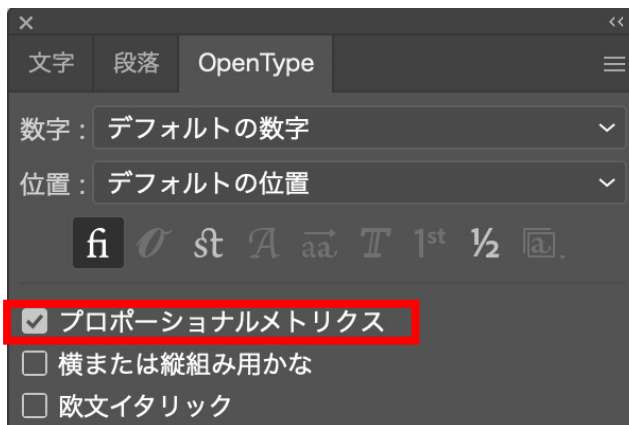 文字 段落 OpenType
数字 : デフォルトの数字
位置 : デフォルトの位置
fi O st A aa T 1st ½ a
プロポーショナルメトリクス
横または縦組み用かな
欧文イタリック